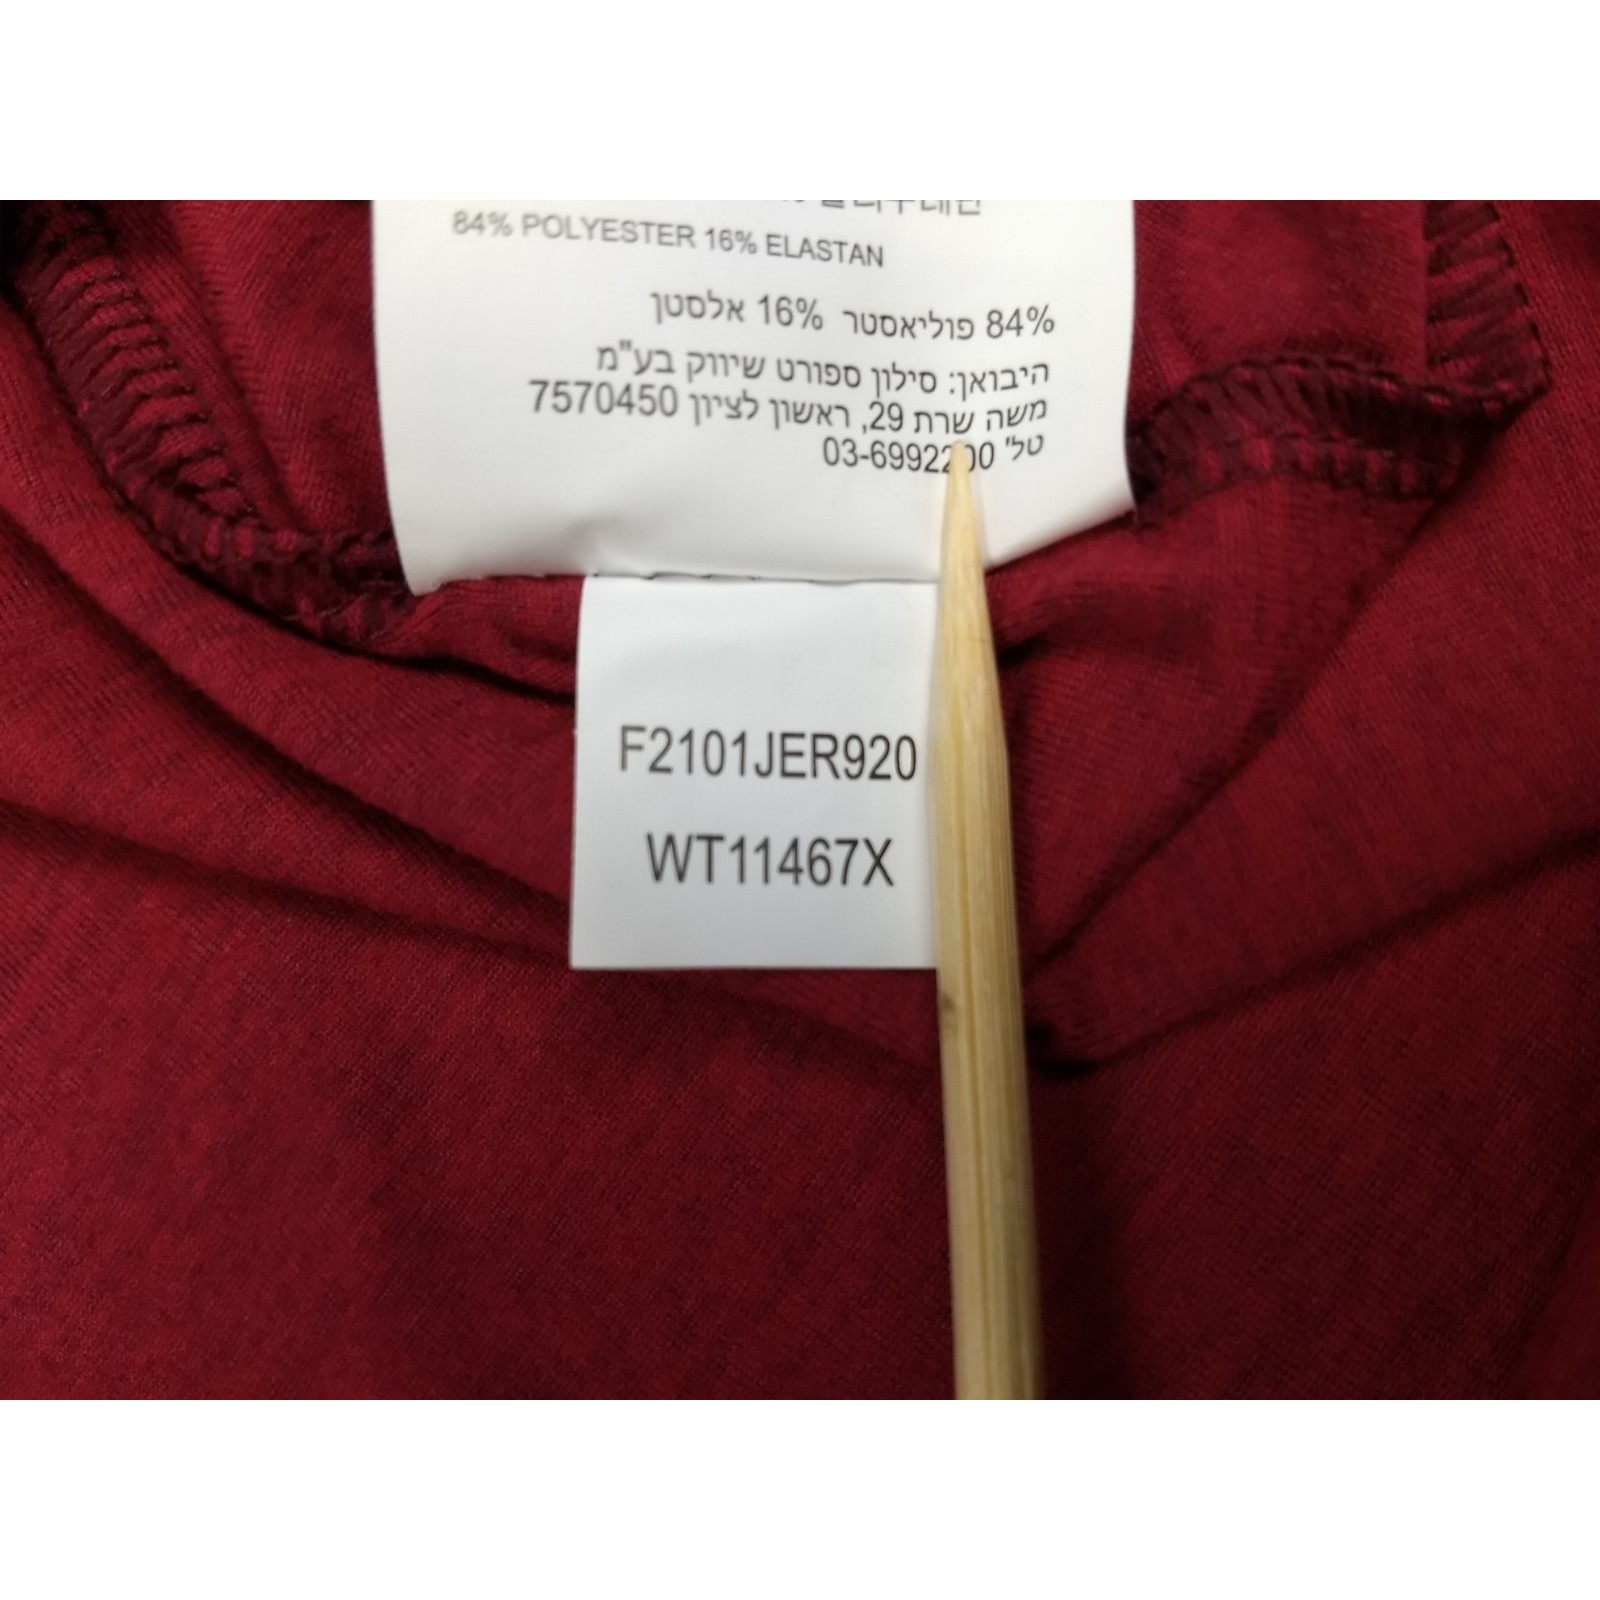 84% POLYESTER 16% ELASTAN
84% פוליאסטר 16% אלסטן
היבואן: סילון ספורט שיווק בע"מ
משה שרת 29, ראשון לציון 7570450
טל' 03-6992200
F2101JER920
WT11467X